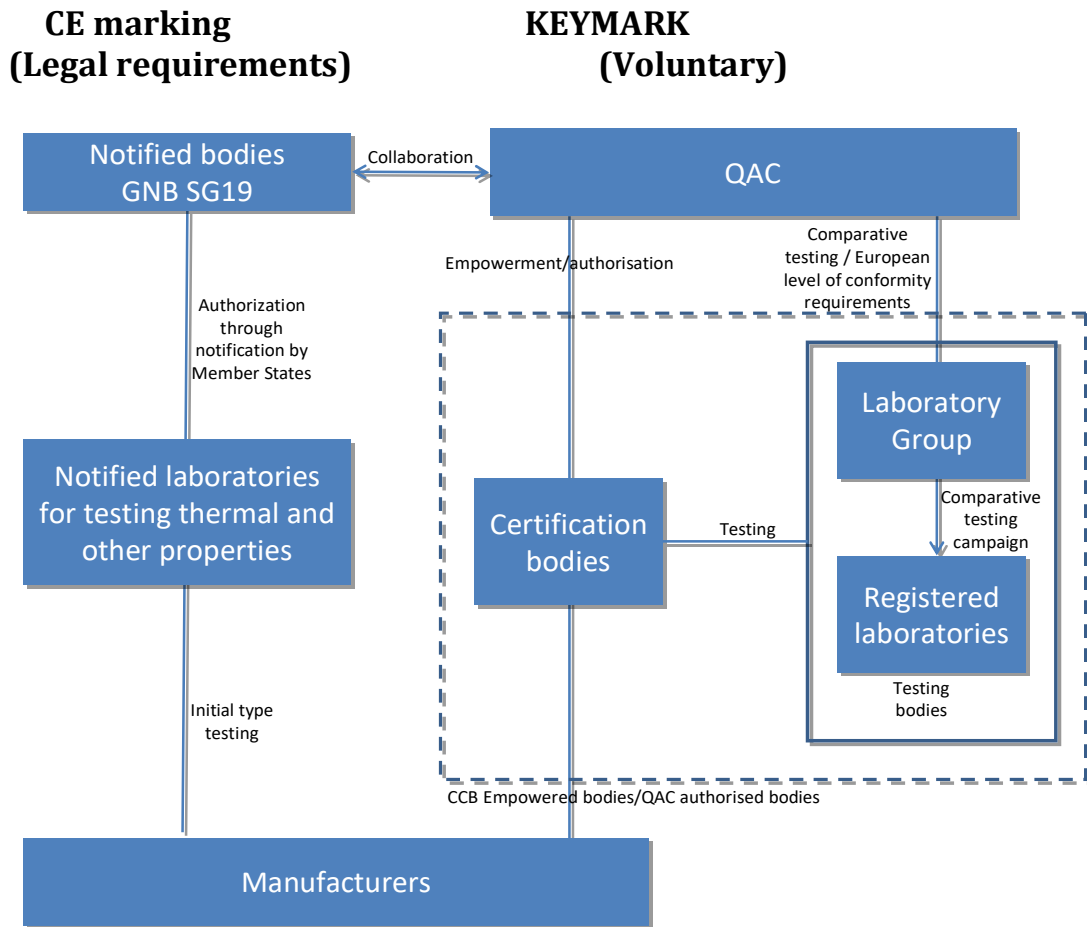 CE marking
(Legal requirements)
KEYMARK
(Voluntary)
Notified bodies
GNB SG19
Collaboration
QAC
Empowerment/authorisation
Comparative
testing / European
level of conformity
requirements
Authorization
through
notification by
Member States
Laboratory
Group
Notified laboratories
for testing thermal and
other properties
Certification
bodies
Testing
Comparative
testing
campaign
Registered
laboratories
Testing
bodies
Initial type
testing
CCB Empowered bodies/QAC authorised bodies
Manufacturers